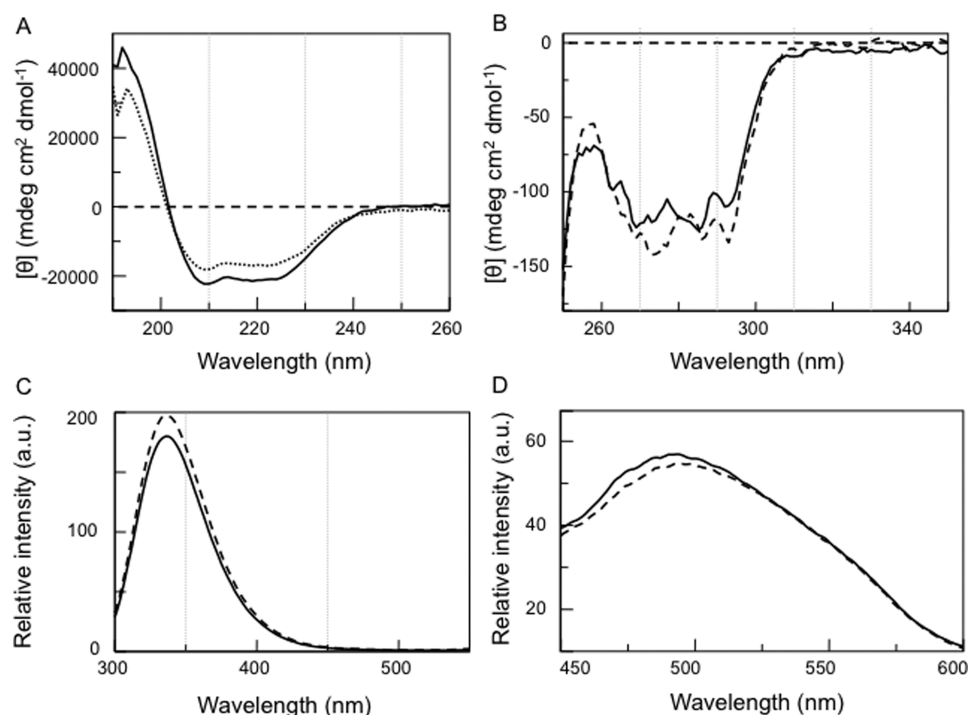 A
[θ] (mdeg cm² dmol⁻¹)
40000
20000
0
-20000
200
220
240
260
Wavelength (nm)
B
[θ] (mdeg cm² dmol⁻¹)
0
-50
-100
-150
260
280
300
320
340
Wavelength (nm)
C
Relative intensity (a.u.)
200
100
0
300
400
500
Wavelength (nm)
D
Relative intensity (a.u.)
60
40
20
450
500
550
600
Wavelength (nm)